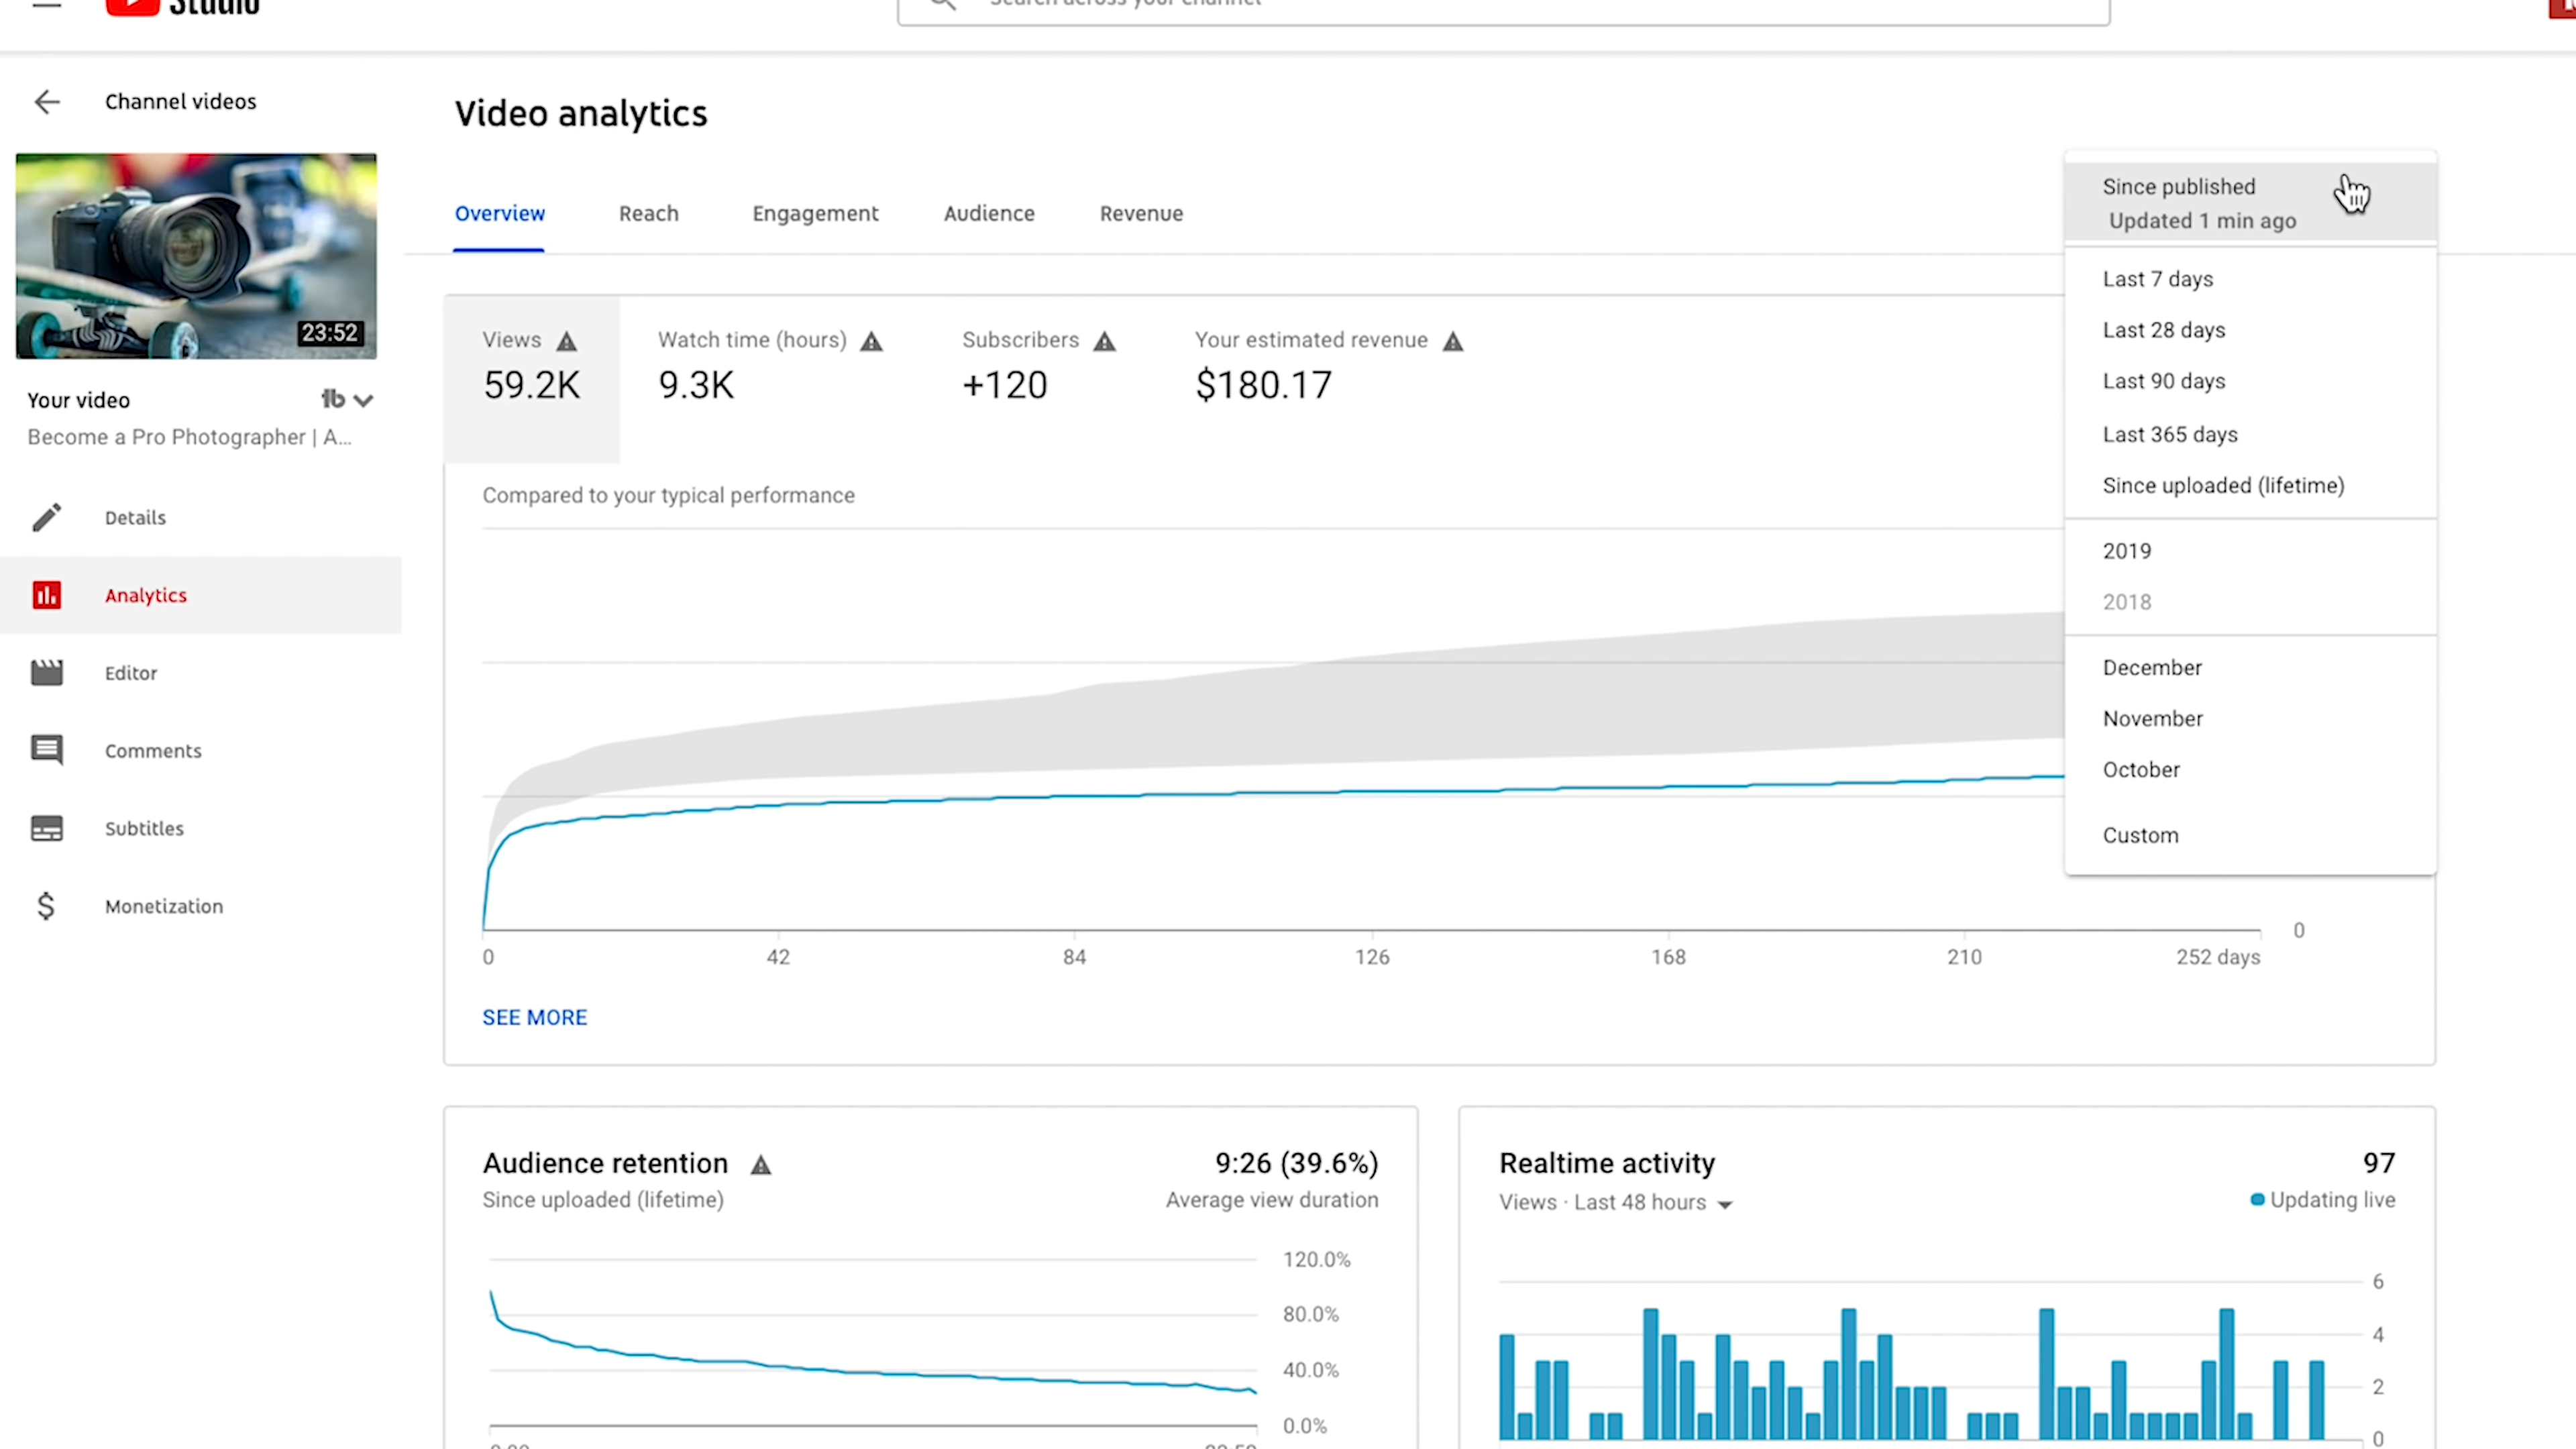 Studio
Search across your channel
Channel videos
Video analytics
23:52
Your video
Become a Pro Photographer | A...
Details
Analytics
Editor
Comments
Subtitles
Monetization
Overview
Reach
Engagement
Audience
Revenue
Since published
Updated 1 min ago
Last 7 days
Last 28 days
Last 90 days
Last 365 days
Since uploaded (lifetime)
2019
2018
December
November
October
Custom
Views
59.2K
Watch time (hours)
9.3K
Subscribers
+120
Your estimated revenue
$180.17
Compared to your typical performance
0
0 42 84 126 168 210 252 days
SEE MORE
Audience retention
Since uploaded (lifetime)
9:26 (39.6%)
Average view duration
120.0%
80.0%
40.0%
0.0%
Realtime activity
Views · Last 48 hours
97
Updating live
6
4
2
0